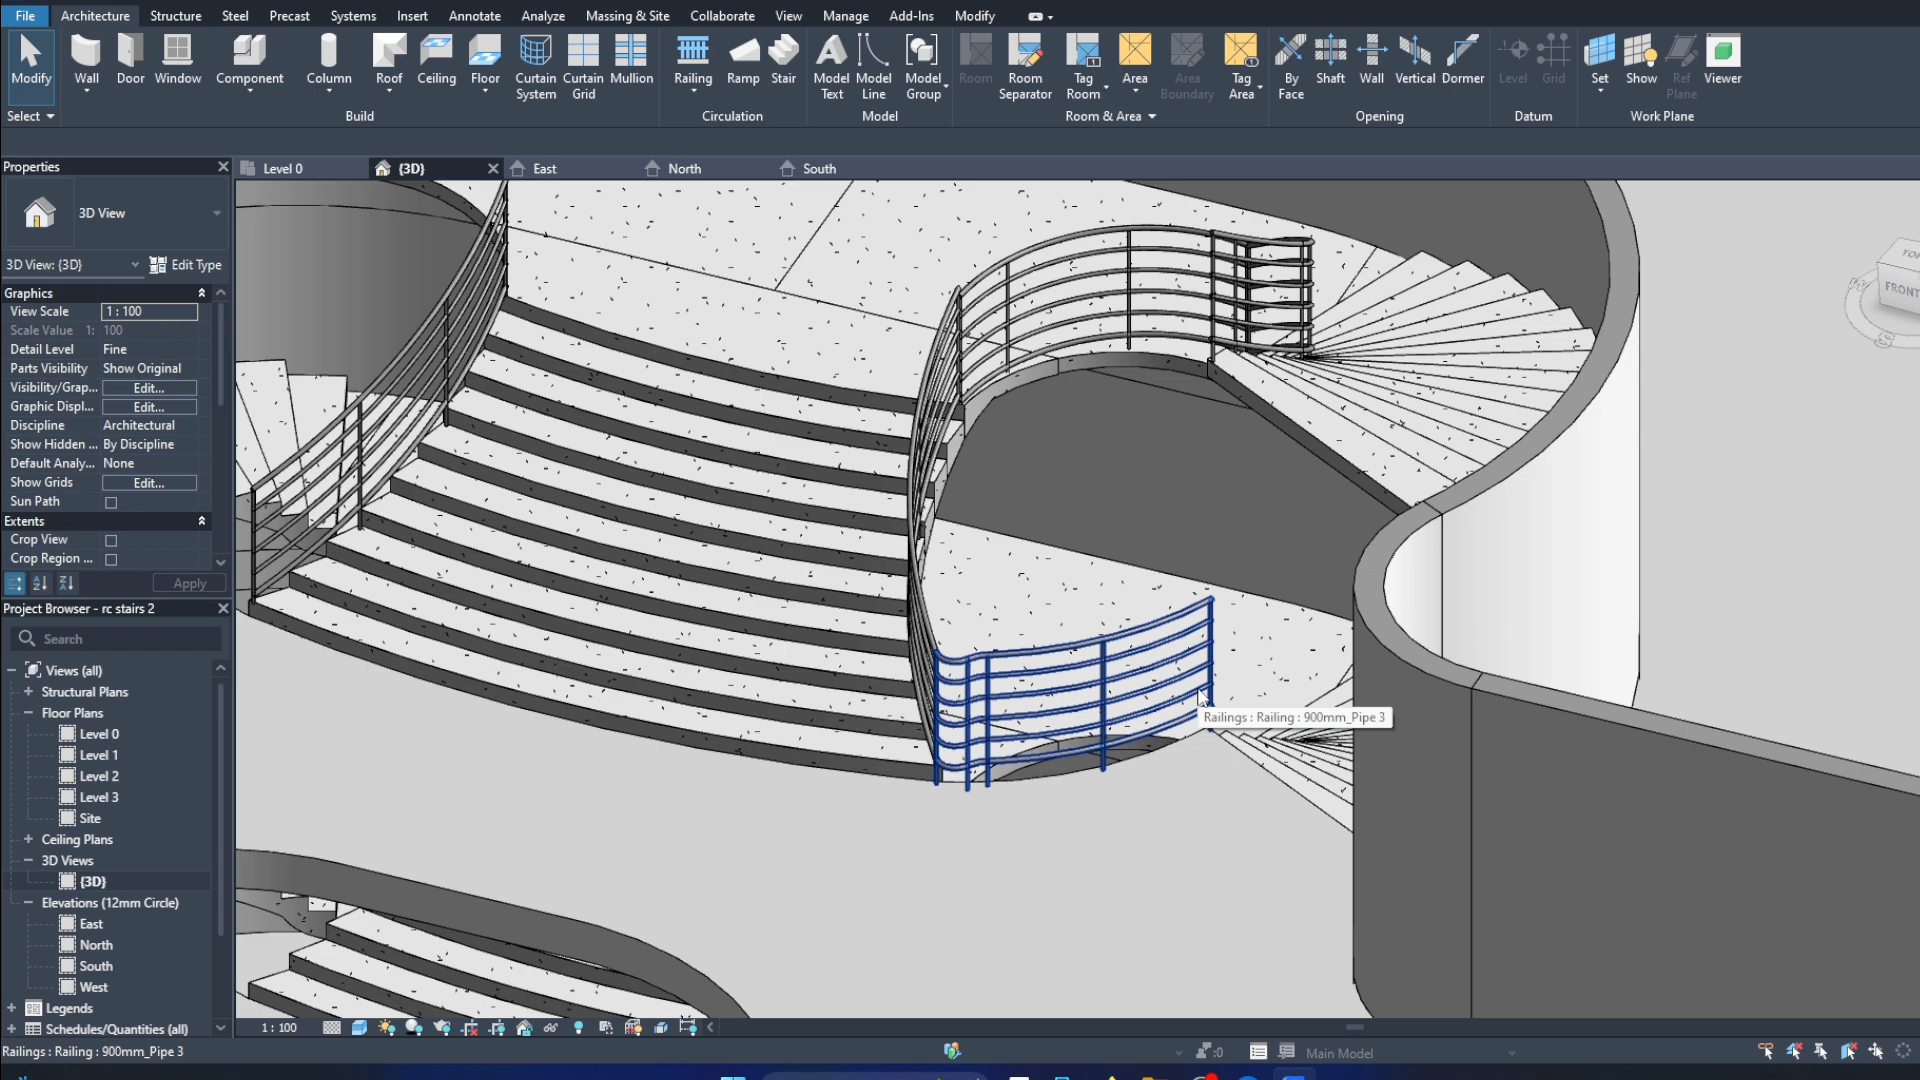 File Architecture Structure Steel Precast Systems Insert Annotate Analyze Massing & Site Collaborate View Manage Add-Ins Modify
Modify Wall Door Window Component Column Roof Ceiling Floor Curtain System Curtain Grid Mullion Railing Ramp Stair Model Text Model Line Model Group Room Room Separator Tag Room Area Area Boundary Tag Area By Face Shaft Wall Vertical Dormer Level Grid Set Show Ref Plane Viewer
Select Build Circulation Model Room & Area Opening Datum Work Plane
Properties
Level 0 {3D} East North South
3D View
3D View: {3D} Edit Type
Graphics
View Scale 1 : 100
Scale Value 1: 100
Detail Level Fine
Parts Visibility Show Original
Visibility/Grap... Edit...
Graphic Displ... Edit...
Discipline Architectural
Show Hidden ... By Discipline
Default Analy... None
Show Grids Edit...
Sun Path
Extents
Crop View
Crop Region ...
Apply
Project Browser - rc stairs 2
Search
Views (all)
Structural Plans
Floor Plans
Level 0
Level 1
Level 2
Level 3
Site
Ceiling Plans
3D Views
{3D}
Elevations (12mm Circle)
East
North
South
West
Legends
Schedules/Quantities (all)
FRONT
Railings : Railing : 900mm_Pipe 3
1 : 100
Railings : Railing : 900mm_Pipe 3
:0 Main Model